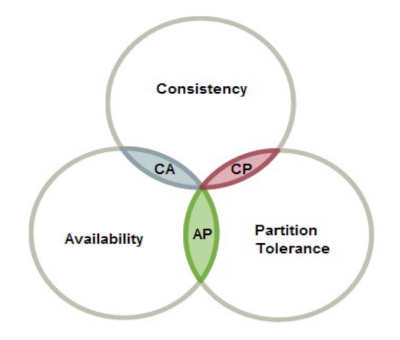 Consistency
CA
CP
Availability
AP
Partition
Tolerance